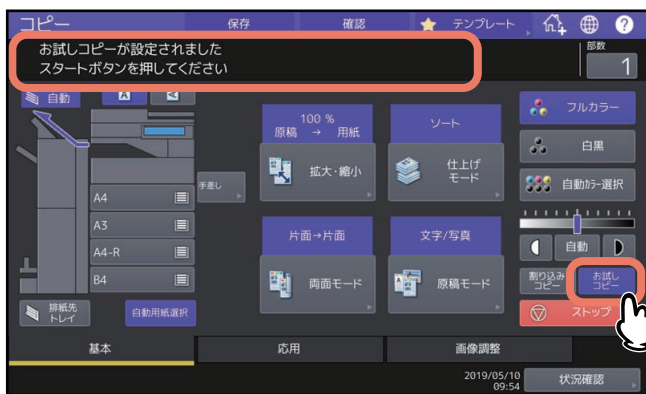 コピー
保存
確認
テンプレート
?
お試しコピーが設定されました
スタートボタンを押してください
部数
1
自動
A
100 %
原稿 → 用紙
拡大・縮小
ソート
仕上げ
モード
フルカラー
白黒
自動ｶﾗｰ選択
手差し
A4
A3
A4-R
B4
片面→片面
両面モード
文字/写真
原稿モード
自動
割り込み
コピー
お試し
コピー
排紙先
トレイ
自動用紙選択
ストップ
基本
応用
画像調整
2019/05/10
09:54
状況確認